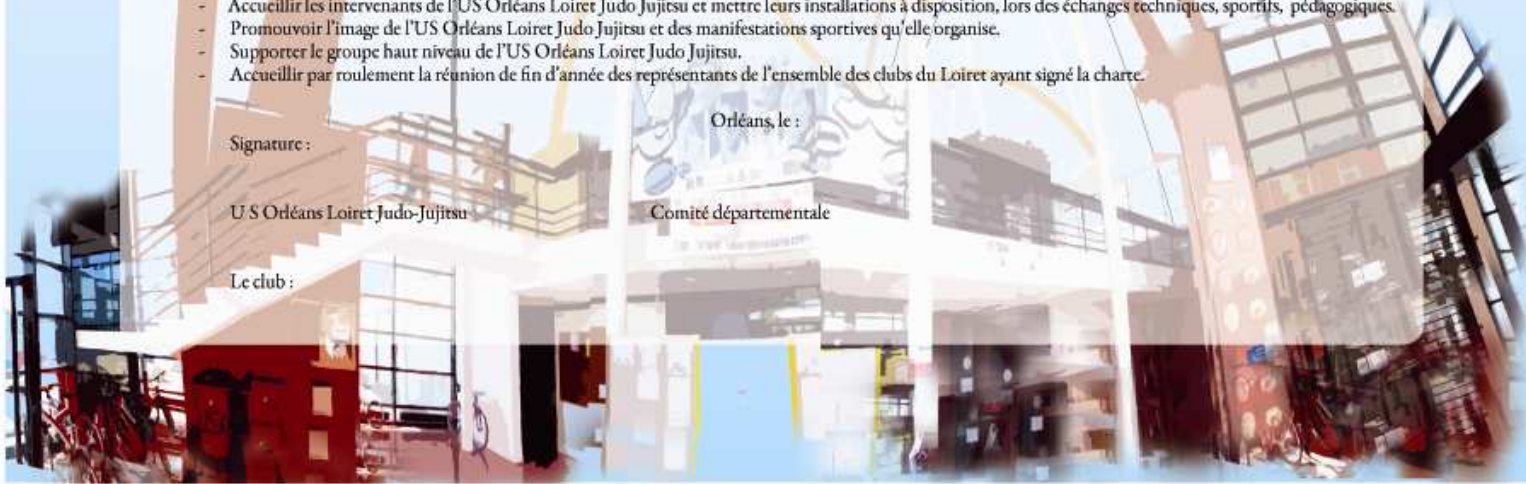 - Accueillir les intervenants de l'US Orléans Loiret Judo Jujitsu et mettre leurs installations à disposition, lors des échanges techniques, sportifs, pédagogiques.
- Promouvoir l'image de l'US Orléans Loiret Judo Jujitsu et des manifestations sportives qu'elle organise.
- Supporter le groupe haut niveau de l'US Orléans Loiret Judo Jujitsu.
- Accueillir par roulement la réunion de fin d'année des représentants de l'ensemble des clubs du Loiret ayant signé la charte.
Orléans, le :
Signature :
U S Orléans Loiret Judo-Jujitsu Comité départementale
Le club :